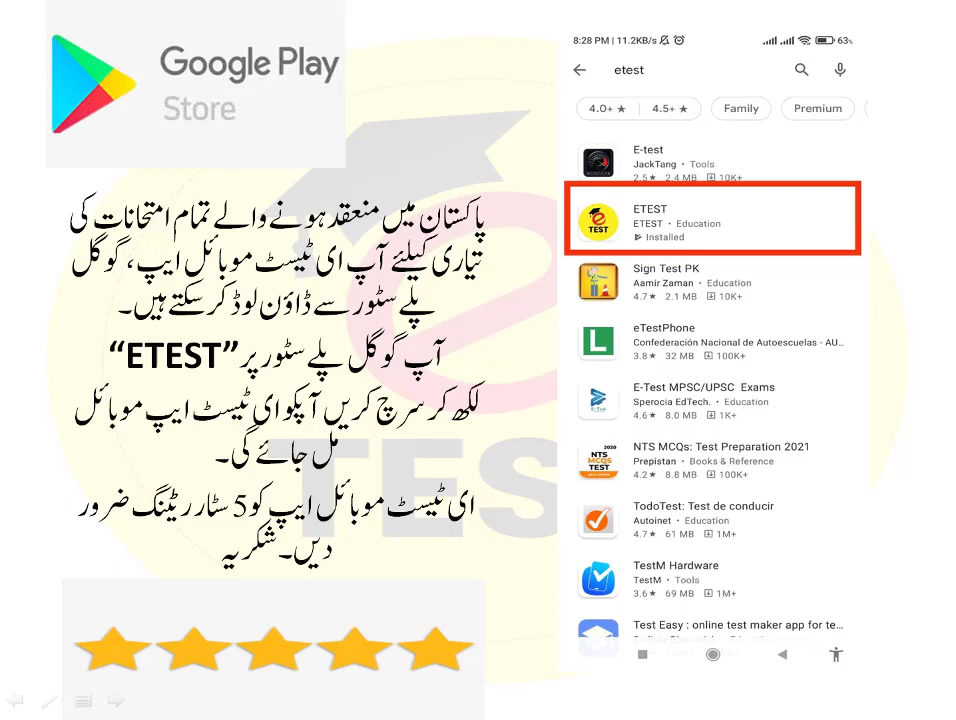 Google Play
Store
پاکستان میں منعقد ہونے والے تمام امتحانات کی
تیاری کیلئے آپ ای ٹیسٹ موبائل ایپ، گوگل
پلے سٹور سے ڈاؤن لوڈ کر سکتے ہیں۔
آپ گوگل پلے سٹور پر “ETEST”
لکھ کر سرچ کریں آپکو ای ٹیسٹ ایپ موبائل
مل جائے گی۔
ای ٹیسٹ موبائل ایپ کو 5 سٹار ریٹنگ ضرور
دیں۔ شکریہ
TES
8:28 PM | 11.2KB/s 63%
etest
4.0+ ★ 4.5+ ★ Family Premium
E-test
JackTang • Tools
2.5★ 2.4 MB 10K+
e TEST
ETEST
ETEST • Education
Installed
Sign Test PK
Aamir Zaman • Education
4.7★ 2.1 MB 10K+
L
eTestPhone
Confederación Nacional de Autoescuelas - AU...
3.8★ 32 MB 100K+
E-Test MPSC/UPSC Exams
Sperocia EdTech. • Education
4.6★ 8.0 MB 1K+
2020
NTS
MCQS
TEST
NTS MCQs: Test Preparation 2021
Prepistan • Books & Reference
4.2★ 8.8 MB 100K+
TodoTest: Test de conducir
Autoinet • Education
4.7★ 61 MB 1M+
TestM Hardware
TestM • Tools
3.6★ 69 MB 1M+
Test Easy : online test maker app for te...